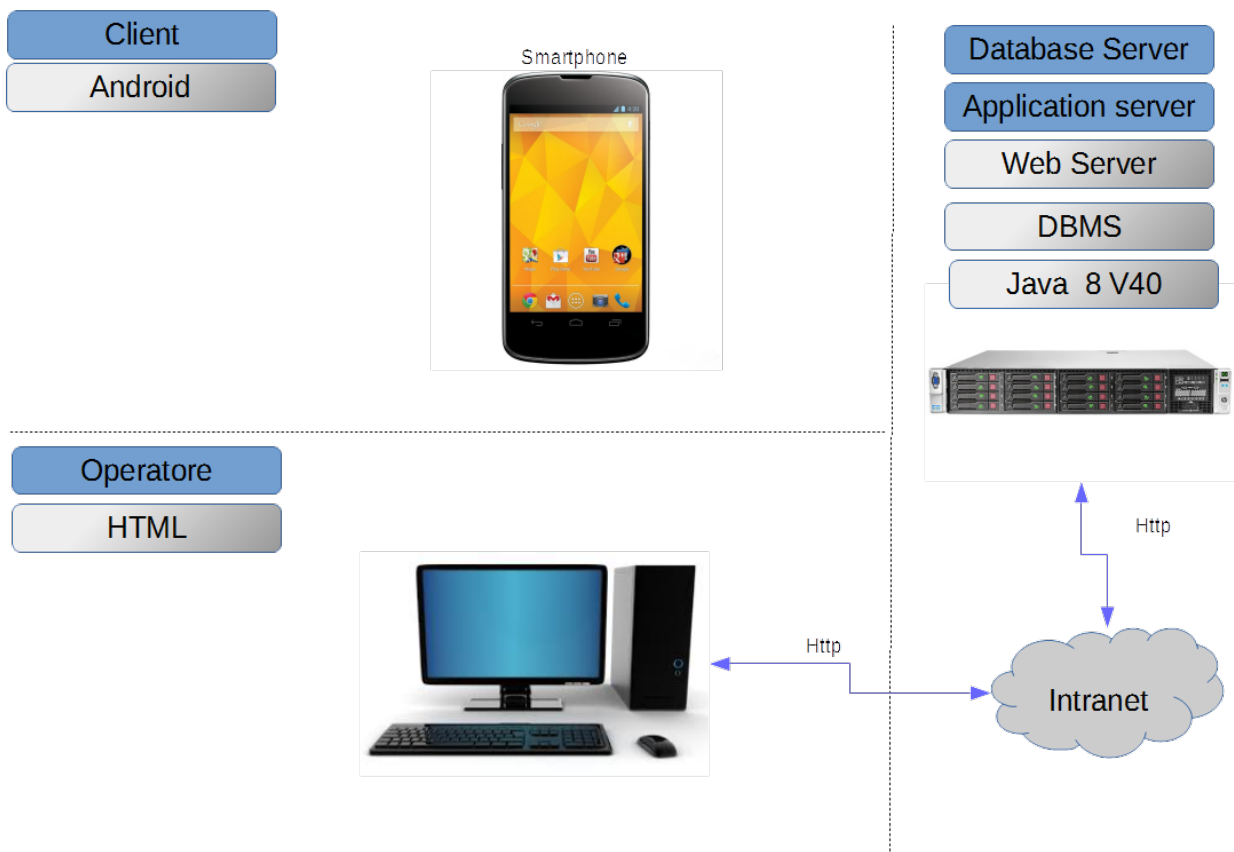 Client
Android
Smartphone
Database Server
Application server
Web Server
DBMS
Java 8 V40
Operatore
HTML
Http
Http
Intranet